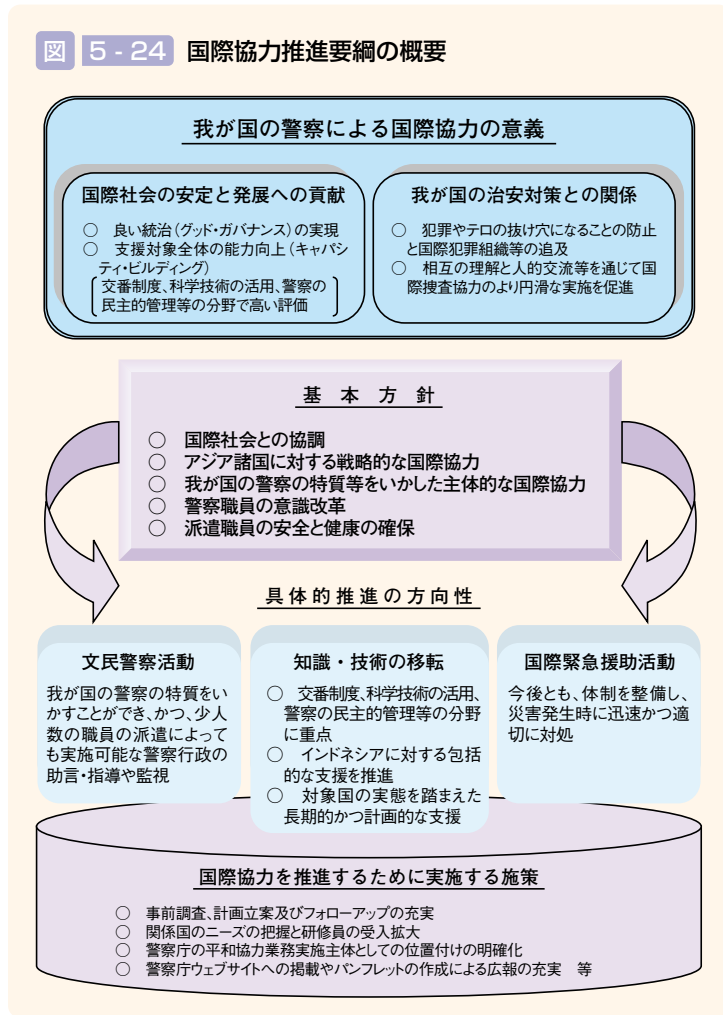 図 5-24 国際協力推進要綱の概要
我が国の警察による国際協力の意義
国際社会の安定と発展への貢献
○ 良い統治(グッド・ガバナンス)の実現
○ 支援対象全体の能力向上(キャパシ
ティ・ビルディング)
交番制度、科学技術の活用、警察の
民主的管理等の分野で高い評価
我が国の治安対策との関係
○ 犯罪やテロの抜け穴になることの防止
と国際犯罪組織等の追及
○ 相互の理解と人的交流等を通じて国
際捜査協力のより円滑な実施を促進
基本方針
○ 国際社会との協調
○ アジア諸国に対する戦略的な国際協力
○ 我が国の警察の特質等をいかした主体的な国際協力
○ 警察職員の意識改革
○ 派遣職員の安全と健康の確保
具体的推進の方向性
文民警察活動
我が国の警察の特質をい
かすことができ、かつ、少人
数の職員の派遣によって
も実施可能な警察行政の
助言・指導や監視
知識・技術の移転
○ 交番制度、科学技術の活用、
警察の民主的管理等の分野
に重点
○ インドネシアに対する包括
的な支援を推進
○ 対象国の実態を踏まえた
長期的かつ計画的な支援
国際緊急援助活動
今後とも、体制を整備し、
災害発生時に迅速かつ適
切に対処
国際協力を推進するために実施する施策
○ 事前調査、計画立案及びフォローアップの充実
○ 関係国のニーズの把握と研修員の受入拡大
○ 警察庁の平和協力業務実施主体としての位置付けの明確化
○ 警察庁ウェブサイトへの掲載やパンフレットの作成による広報の充実 等